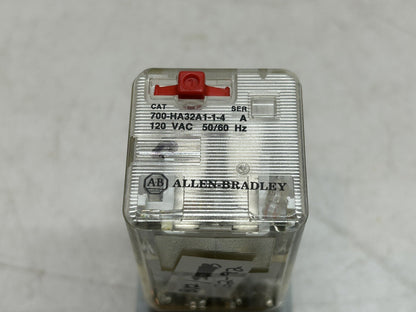 CAT SER
700-HA32A1-1-4 A
120 VAC 50/60 Hz
AB ALLEN-BRADLEY